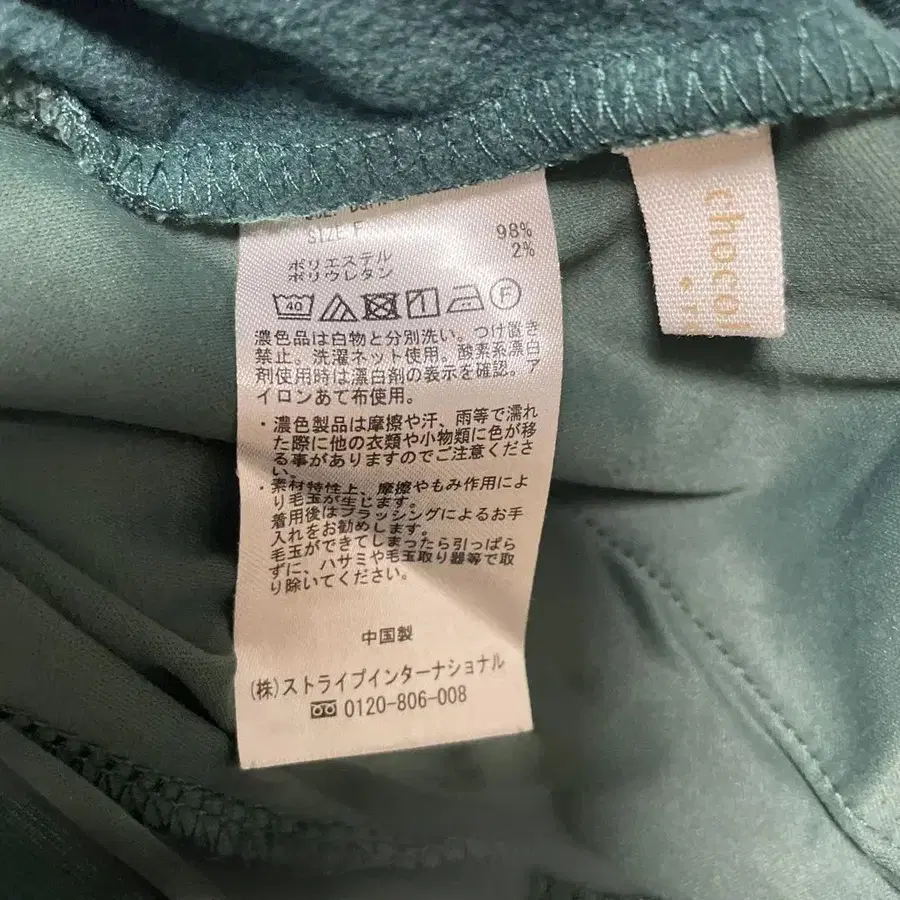 SIZE F
ポリエステル 98%
ポリウレタン 2%
40 F
濃色品は白物と分別洗い。つけ置き
禁止。洗濯ネット使用。酸素系漂白
剤使用時は漂白剤の表示を確認。ア
イロンあて布使用。
・濃色製品は摩擦や汗、雨等で濡れ
た際に他の衣類や小物類に色が移
る事がありますのでご注意くださ
い。
・素材特性上、摩擦やもみ作用によ
り毛玉が生じます。
着用後はブラッシングによるお手
入れをお勧めします。
毛玉ができてしまったら引っぱら
ずに、ハサミや毛玉取り器等で取
り除いてください。
中国製
(株)ストライプインターナショナル
0120-806-008
chocol